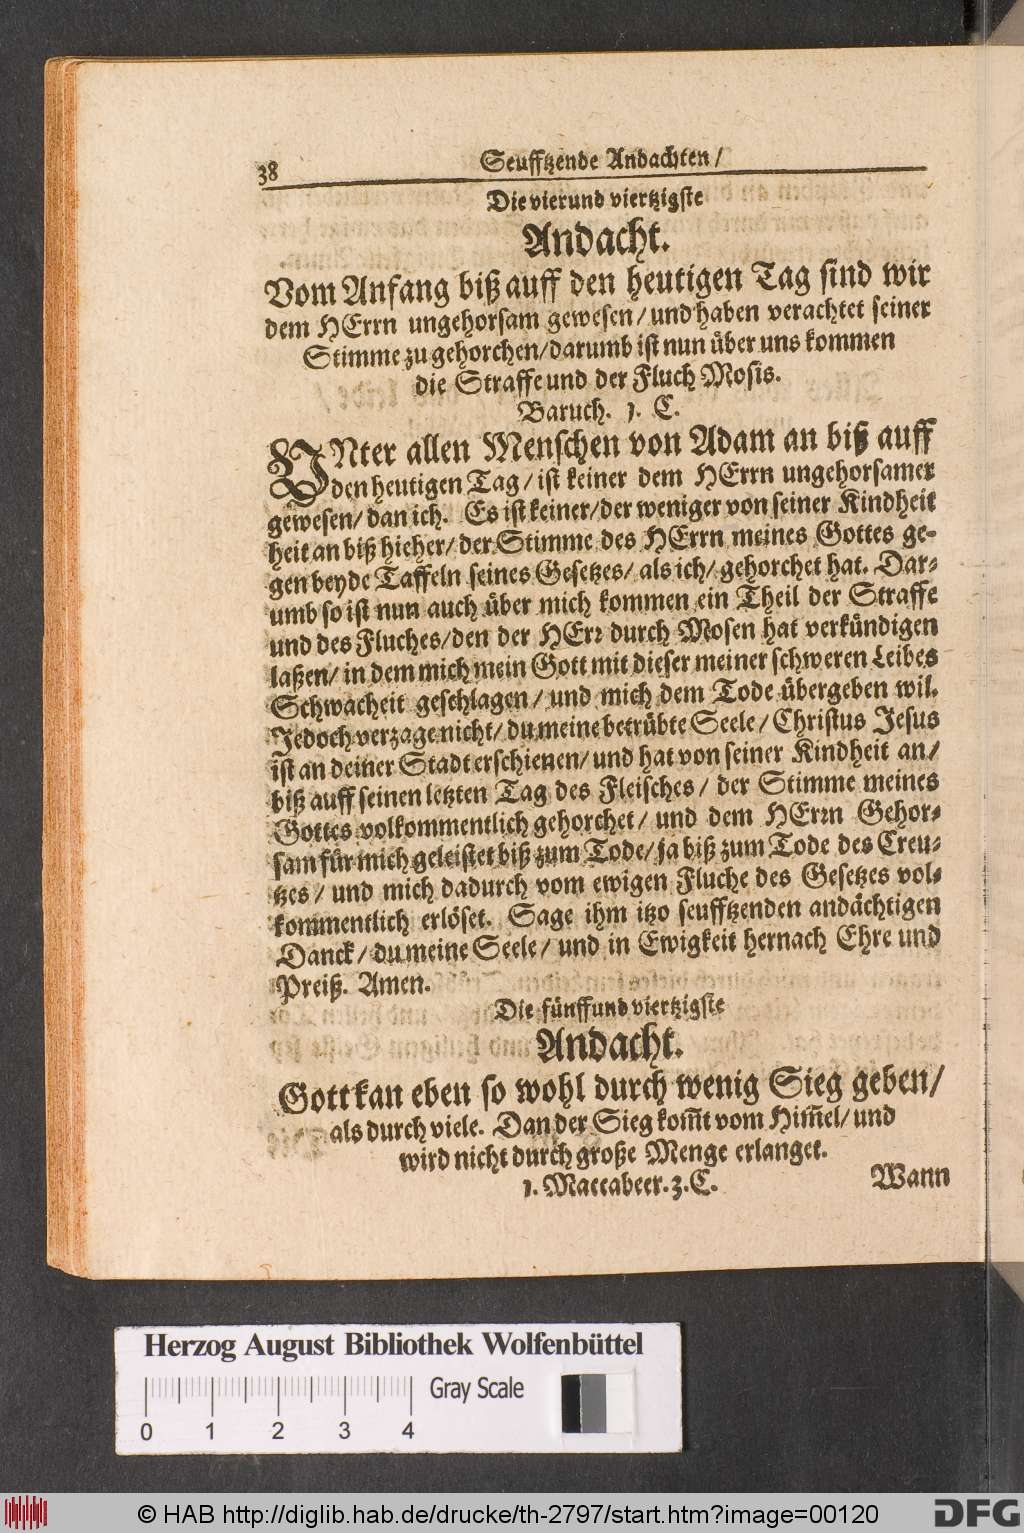 38
Seufftzende Andachten /
Die vierund viertzigste
Andacht.
Vom Anfang biß auff den heutigen Tag sind wir
dem HErrn ungehorsam gewesen / und haben verachtet seiner
Stimme zu gehorchen / darumb ist nun über uns kommen
die Straffe und der Fluch Mosis.
Baruch. 1. C.
UNter allen Menschen von Adam an biß auff
den heutigen Tag / ist keiner dem HErrn ungehorsamer
gewesen / dan ich. Es ist keiner / der weniger von seiner Kindheit
heit an biß hieher / der Stimme des HErrn meines Gottes ge-
gen beyde Taffeln seines Gesetzes / als ich / gehorchet hat. Dar-
umb so ist nun auch über mich kommen ein Theil der Straffe
und des Fluches / den der HErr durch Mosen hat verkündigen
laßen / in dem mich mein Gott mit dieser meiner schweren Leibes
Schwacheit geschlagen / und mich dem Tode übergeben wil.
Jedoch verzage nicht / du meine betrübte Seele / Christus Jesus
ist an deiner Stadt erschienen / und hat von seiner Kindheit an /
biß auff seinen letzten Tag des Fleisches / der Stimme meines
Gottes volkommentlich gehorchet / und dem HErrn Gehor-
sam für mich geleistet biß zum Tode / ja biß zum Tode des Creu-
tzes / und mich dadurch vom ewigen Fluche des Gesetzes vol-
kommentlich erlöset. Sage ihm itzo seufftzenden andächtigen
Danck / du meine Seele / und in Ewigkeit hernach Ehre und
Preiß. Amen.
Die fünffund viertzigste
Andacht.
Gott kan eben so wohl durch wenig Sieg geben /
als durch viele. Dan der Sieg kom̃t vom Him̃el / und
wird nicht durch große Menge erlanget.
1. Maccabeer. 3. C.
Wann
Herzog August Bibliothek Wolfenbüttel
Gray Scale
0 1 2 3 4
© HAB http://diglib.hab.de/drucke/th-2797/start.htm?image=00120
DFG